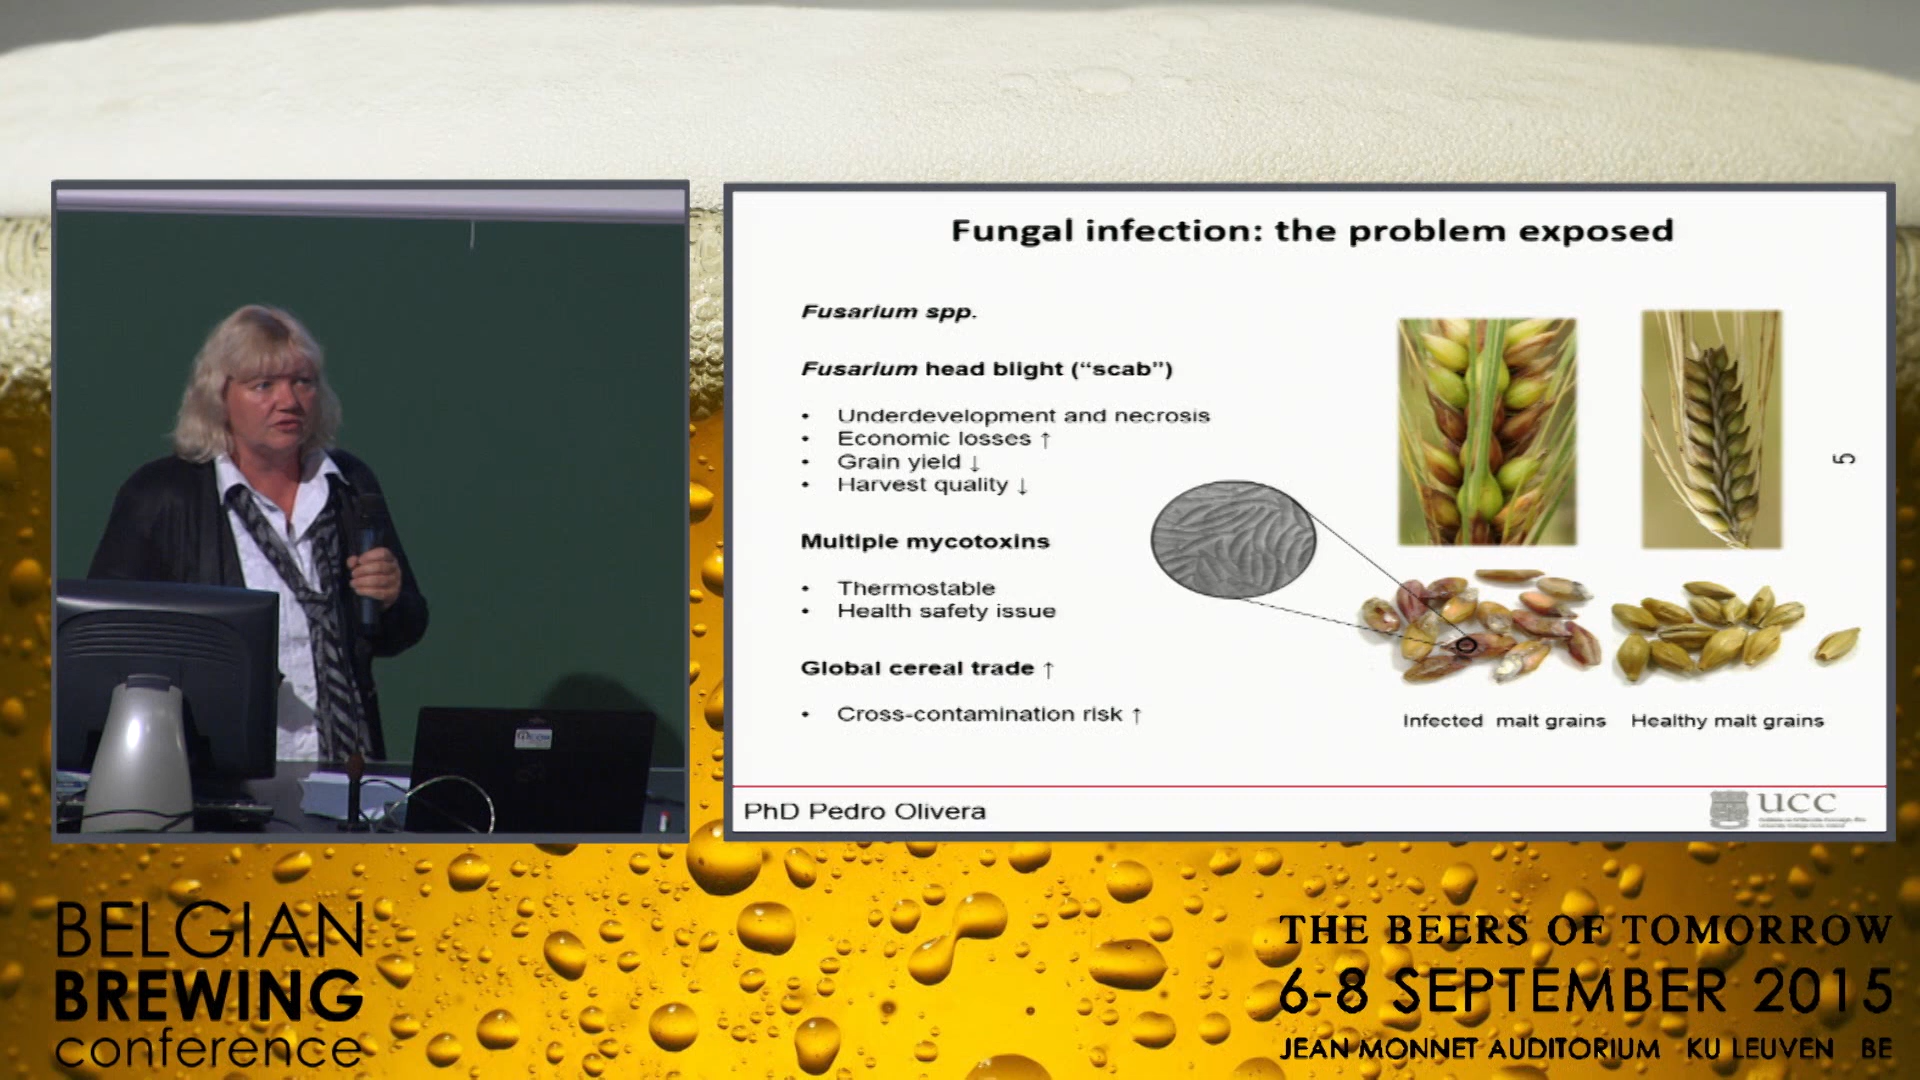 Fungal infection: the problem exposed
Fusarium spp.
Fusarium head blight (“scab”)
• Underdevelopment and necrosis
• Economic losses ↑
• Grain yield ↓
• Harvest quality ↓
Multiple mycotoxins
• Thermostable
• Health safety issue
Global cereal trade ↑
• Cross-contamination risk ↑
Infected malt grains
Healthy malt grains
5
PhD Pedro Olivera
UCC
BELGIAN
BREWING
conference
THE BEERS OF TOMORROW
6-8 SEPTEMBER 2015
JEAN MONNET AUDITORIUM KU LEUVEN BE